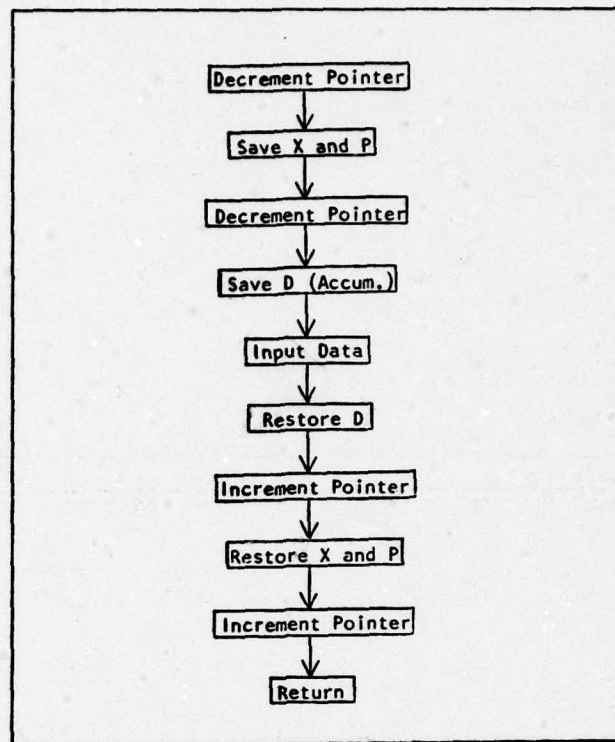 Decrement Pointer
Save X and P
Decrement Pointer
Save D (Accum.)
Input Data
Restore D
Increment Pointer
Restore X and P
Increment Pointer
Return